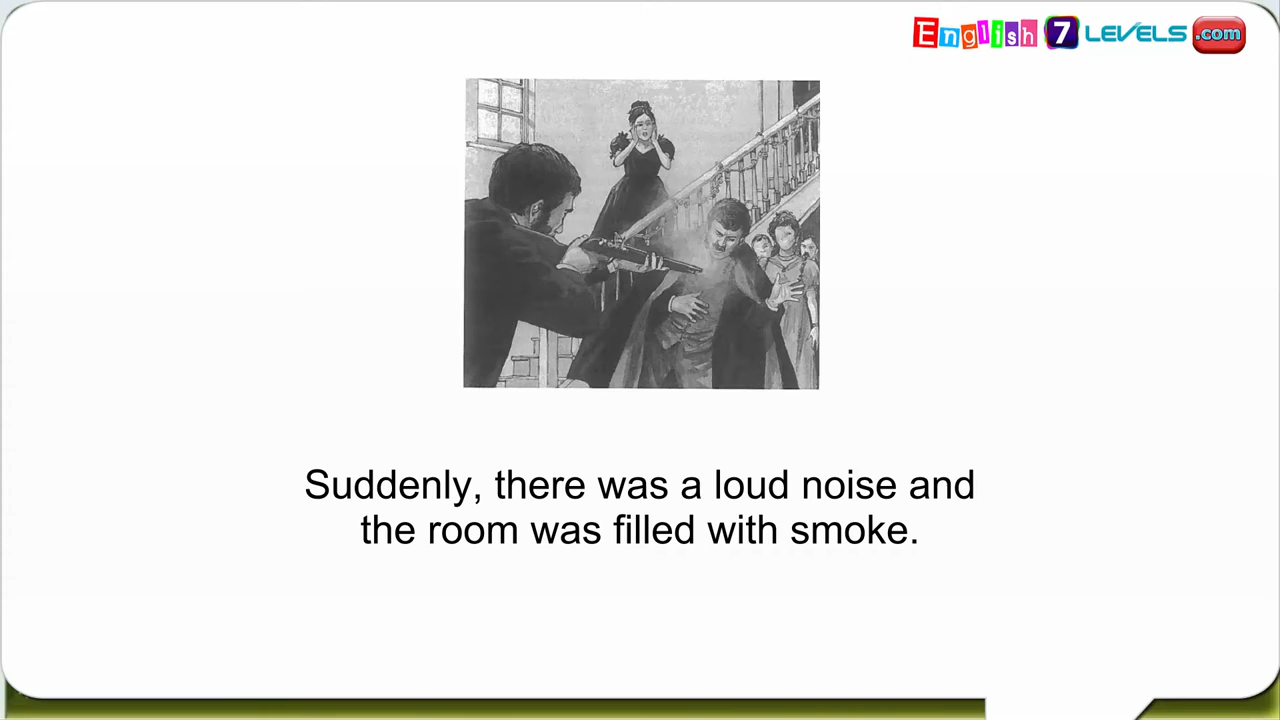 English 7 LEVELS .com
Suddenly, there was a loud noise and
the room was filled with smoke.